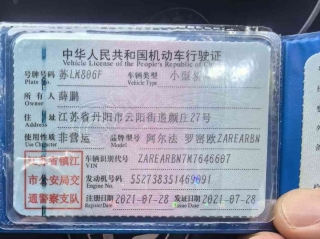 中华人民共和国机动车行驶证
Vehicle License of the People's Republic of China
号牌号码 苏LM806F 车辆类型 小型
Plate No. Vehicle Type
所有人 薛鹏
Owner
住址 江苏省丹阳市云阳街道颜庄27号
Address
使用性质 非营运 品牌型号 阿尔法 罗密欧ZAREARBN
Use Character Model
车辆识别代号 ZAREARBN7M7646607
VIN
江苏省镇江
市公安局交
通警察支队
发动机号码
Engine No.
注册日期 2021-07-28 发证日期 2021-07-28
Register Date Issue Date